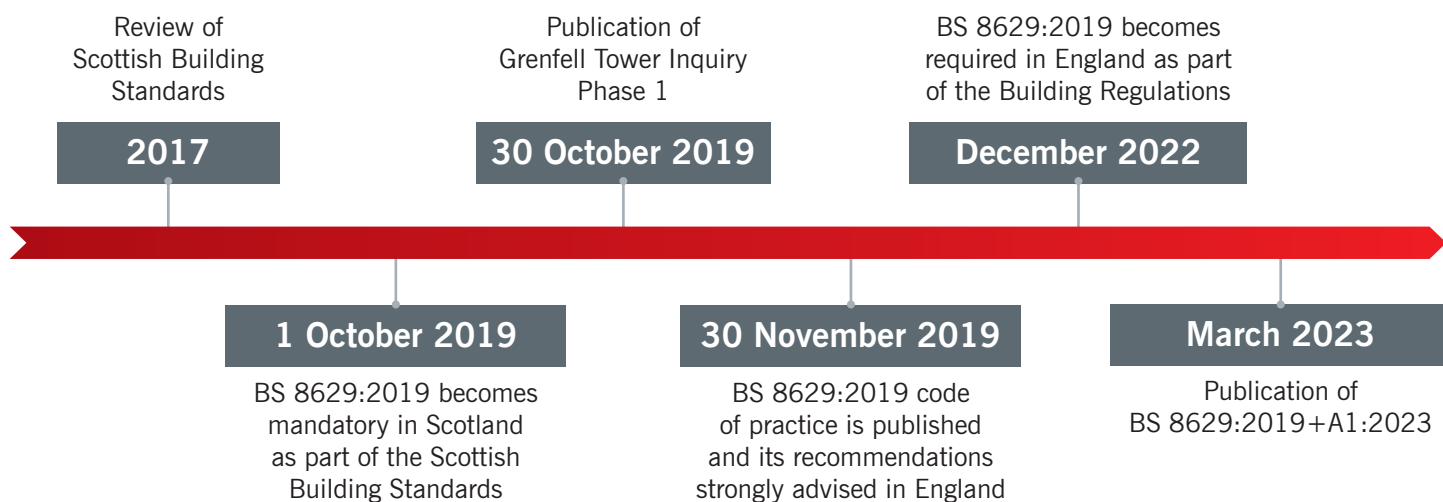 Review of
Scottish Building
Standards
2017
1 October 2019
BS 8629:2019 becomes
mandatory in Scotland
as part of the Scottish
Building Standards
Publication of
Grenfell Tower Inquiry
Phase 1
30 October 2019
30 November 2019
BS 8629:2019 code
of practice is published
and its recommendations
strongly advised in England
BS 8629:2019 becomes
required in England as part
of the Building Regulations
December 2022
March 2023
Publication of
BS 8629:2019+A1:2023